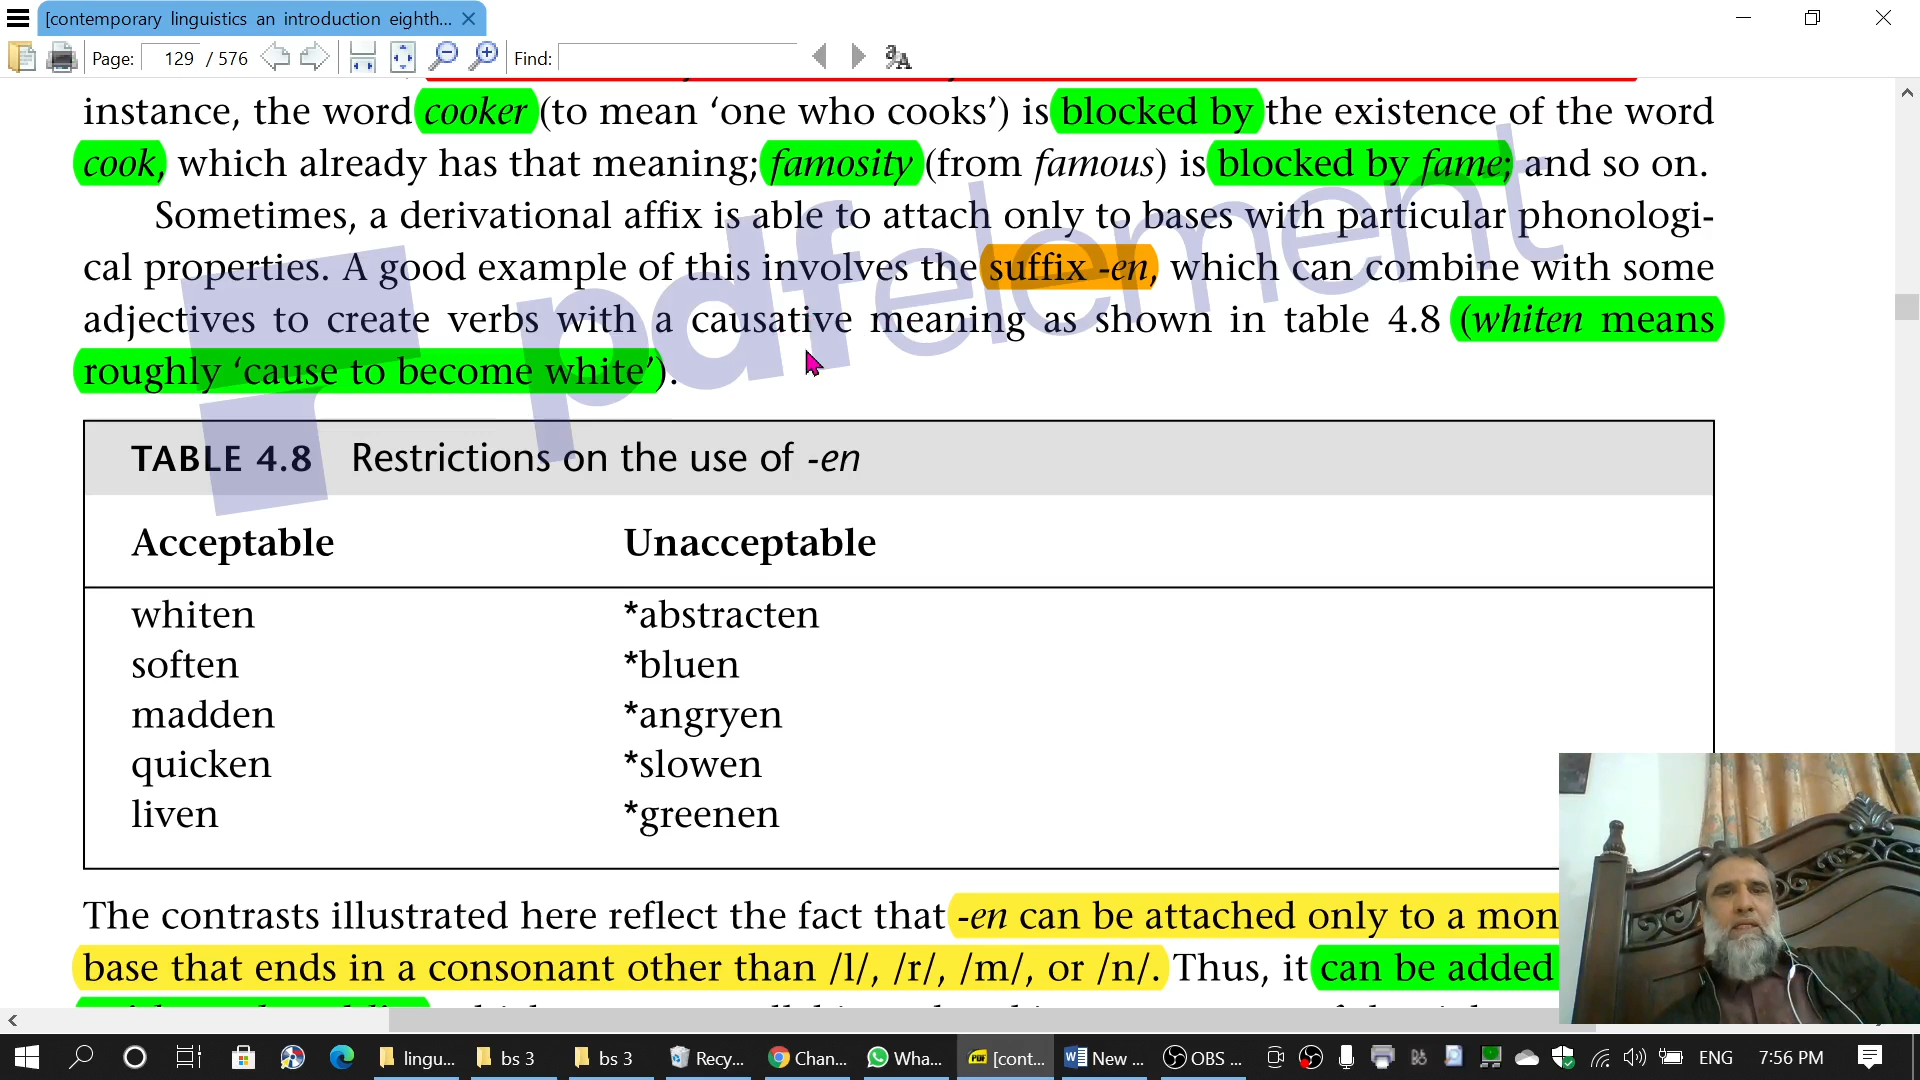 [contemporary linguistics an introduction eighth...
Page: 129 / 576 Find:
instance, the word cooker (to mean ‘one who cooks’) is blocked by the existence of the word
cook, which already has that meaning; famosity (from famous) is blocked by fame; and so on.
Sometimes, a derivational affix is able to attach only to bases with particular phonologi-
cal properties. A good example of this involves the suffix -en, which can combine with some
adjectives to create verbs with a causative meaning as shown in table 4.8 (whiten means
roughly ‘cause to become white’).
pdfelement
TABLE 4.8 Restrictions on the use of -en
Acceptable Unacceptable
whiten *abstracten
soften *bluen
madden *angryen
quicken *slowen
liven *greenen
The contrasts illustrated here reflect the fact that -en can be attached only to a mon
base that ends in a consonant other than /l/, /r/, /m/, or /n/. Thus, it can be added
lingu... bs 3 bs 3 Recy... Chan... Wha... [cont... New ... OBS ... ENG 7:56 PM